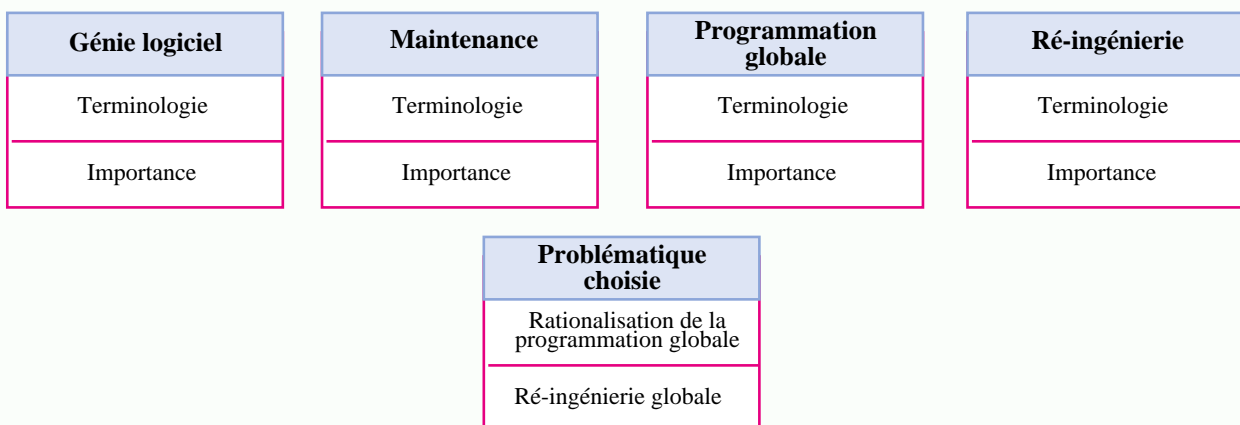 Génie logiciel
Terminologie
Importance
Maintenance
Terminologie
Importance
Programmation
globale
Terminologie
Importance
Ré-ingénierie
Terminologie
Importance
Problématique
choisie
Rationalisation de la
programmation globale
Ré-ingénierie globale